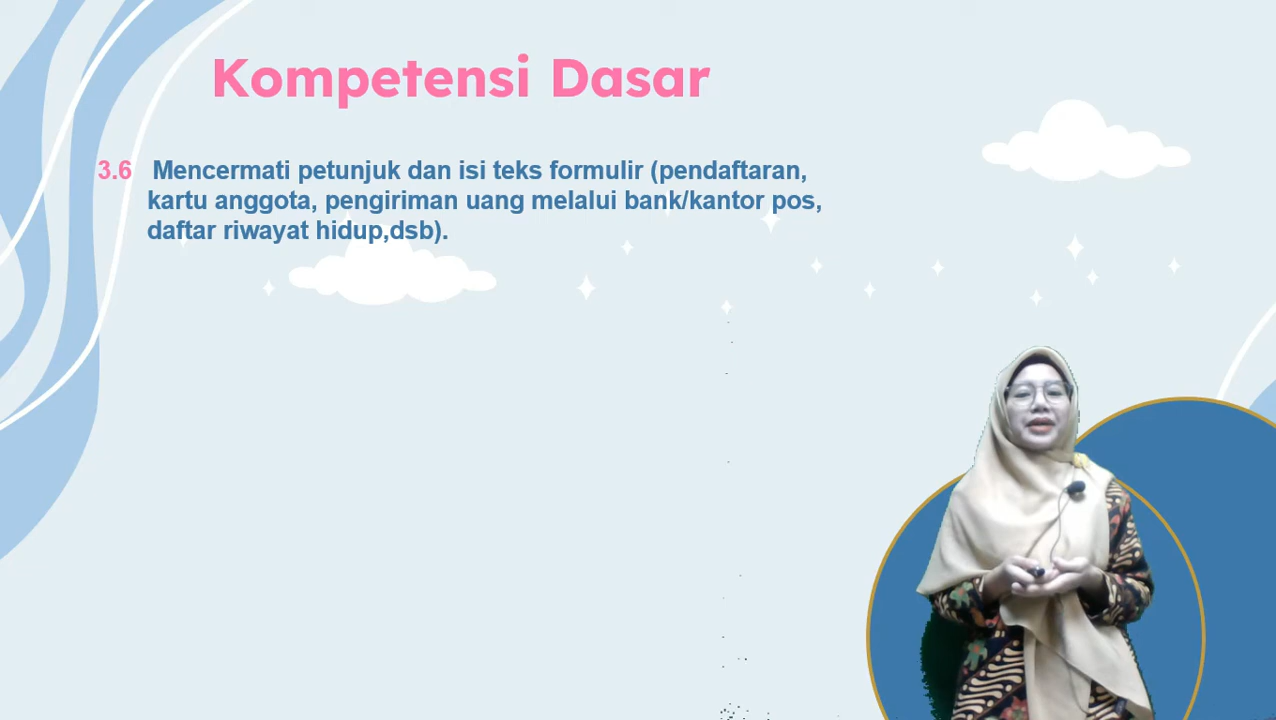 Kompetensi Dasar
3.6 Mencermati petunjuk dan isi teks formulir (pendaftaran,
kartu anggota, pengiriman uang melalui bank/kantor pos,
daftar riwayat hidup,dsb).